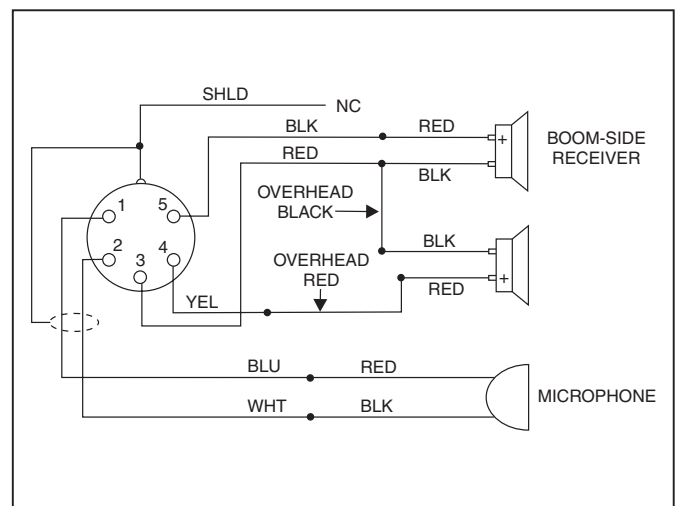 SHLD
NC
BLK
RED
+
BOOM-SIDE
RECEIVER
RED
BLK
1
5
OVERHEAD
BLACK
2
4
3
OVERHEAD
RED
BLK
+
RED
YEL
BLU
RED
MICROPHONE
WHT
BLK